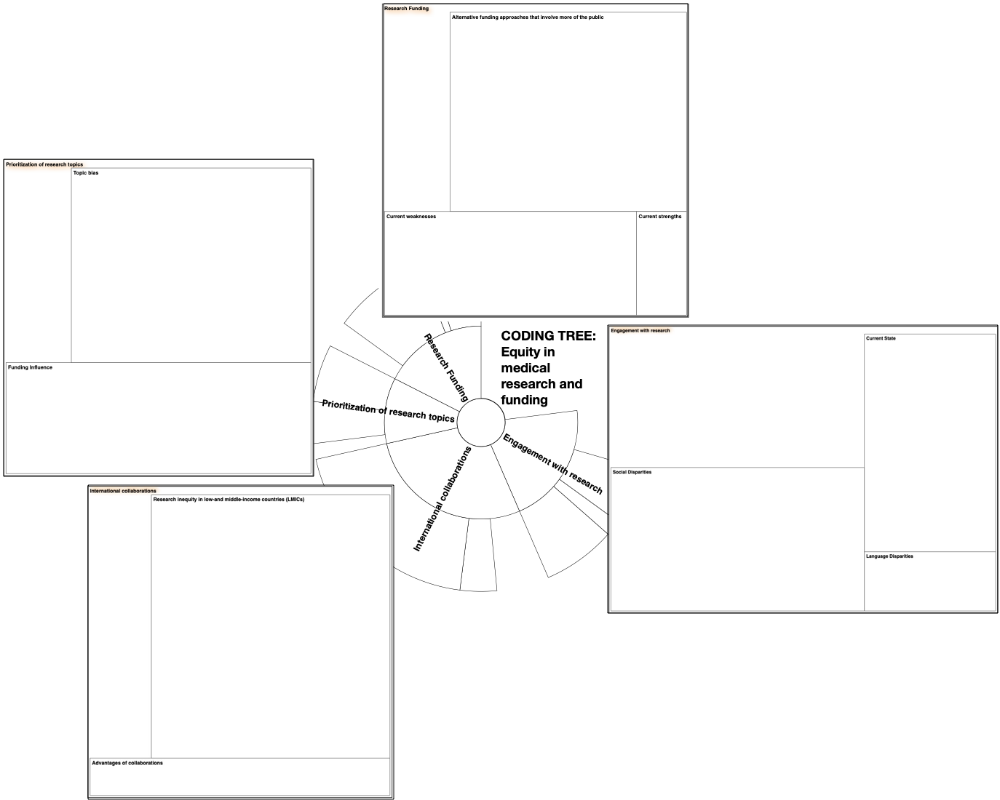 Research Funding
Alternative funding approaches that involve more of the public
Current weaknesses
Current strengths
Prioritization of research topics
Topic bias
Funding Influence
CODING TREE:
Equity in
medical
research and
funding
Research Funding
Prioritization of research topics
International collaborations
Engagement with research
Engagement with research
Current State
Social Disparities
Language Disparities
International collaborations
Research inequity in low-and middle-income countries (LMICs)
Advantages of collaborations